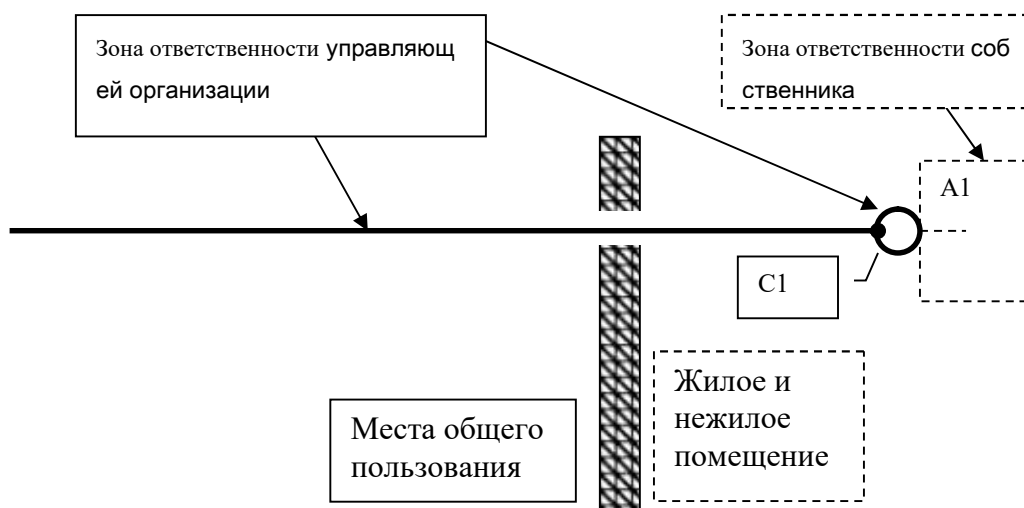 Зона ответственности управляющ
ей организации
Зона ответственности соб
ственника
А1
С1
Жилое и
нежилое
помещение
Места общего
пользования